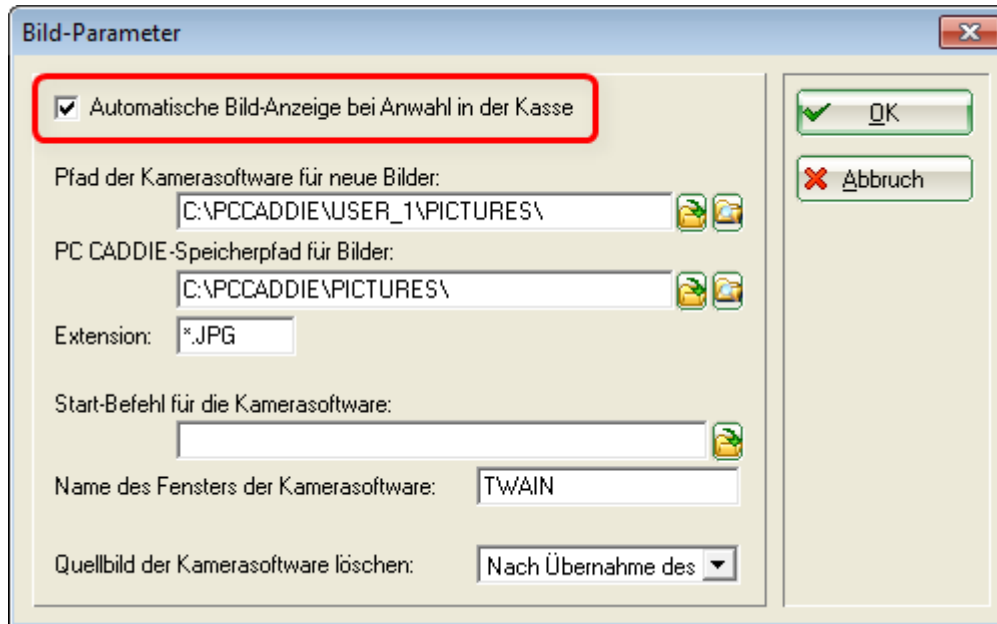 Bild-Parameter
Automatische Bild-Anzeige bei Anwahl in der Kasse
OK
Abbruch
Pfad der Kamerasoftware für neue Bilder:
C:\PCCADDIE\USER_1\PICTURES\
PC CADDIE-Speicherpfad für Bilder:
C:\PCCADDIE\PICTURES\
Extension: *.JPG
Start-Befehl für die Kamerasoftware:
Name des Fensters der Kamerasoftware: TWAIN
Quellbild der Kamerasoftware löschen: Nach Übernahme des